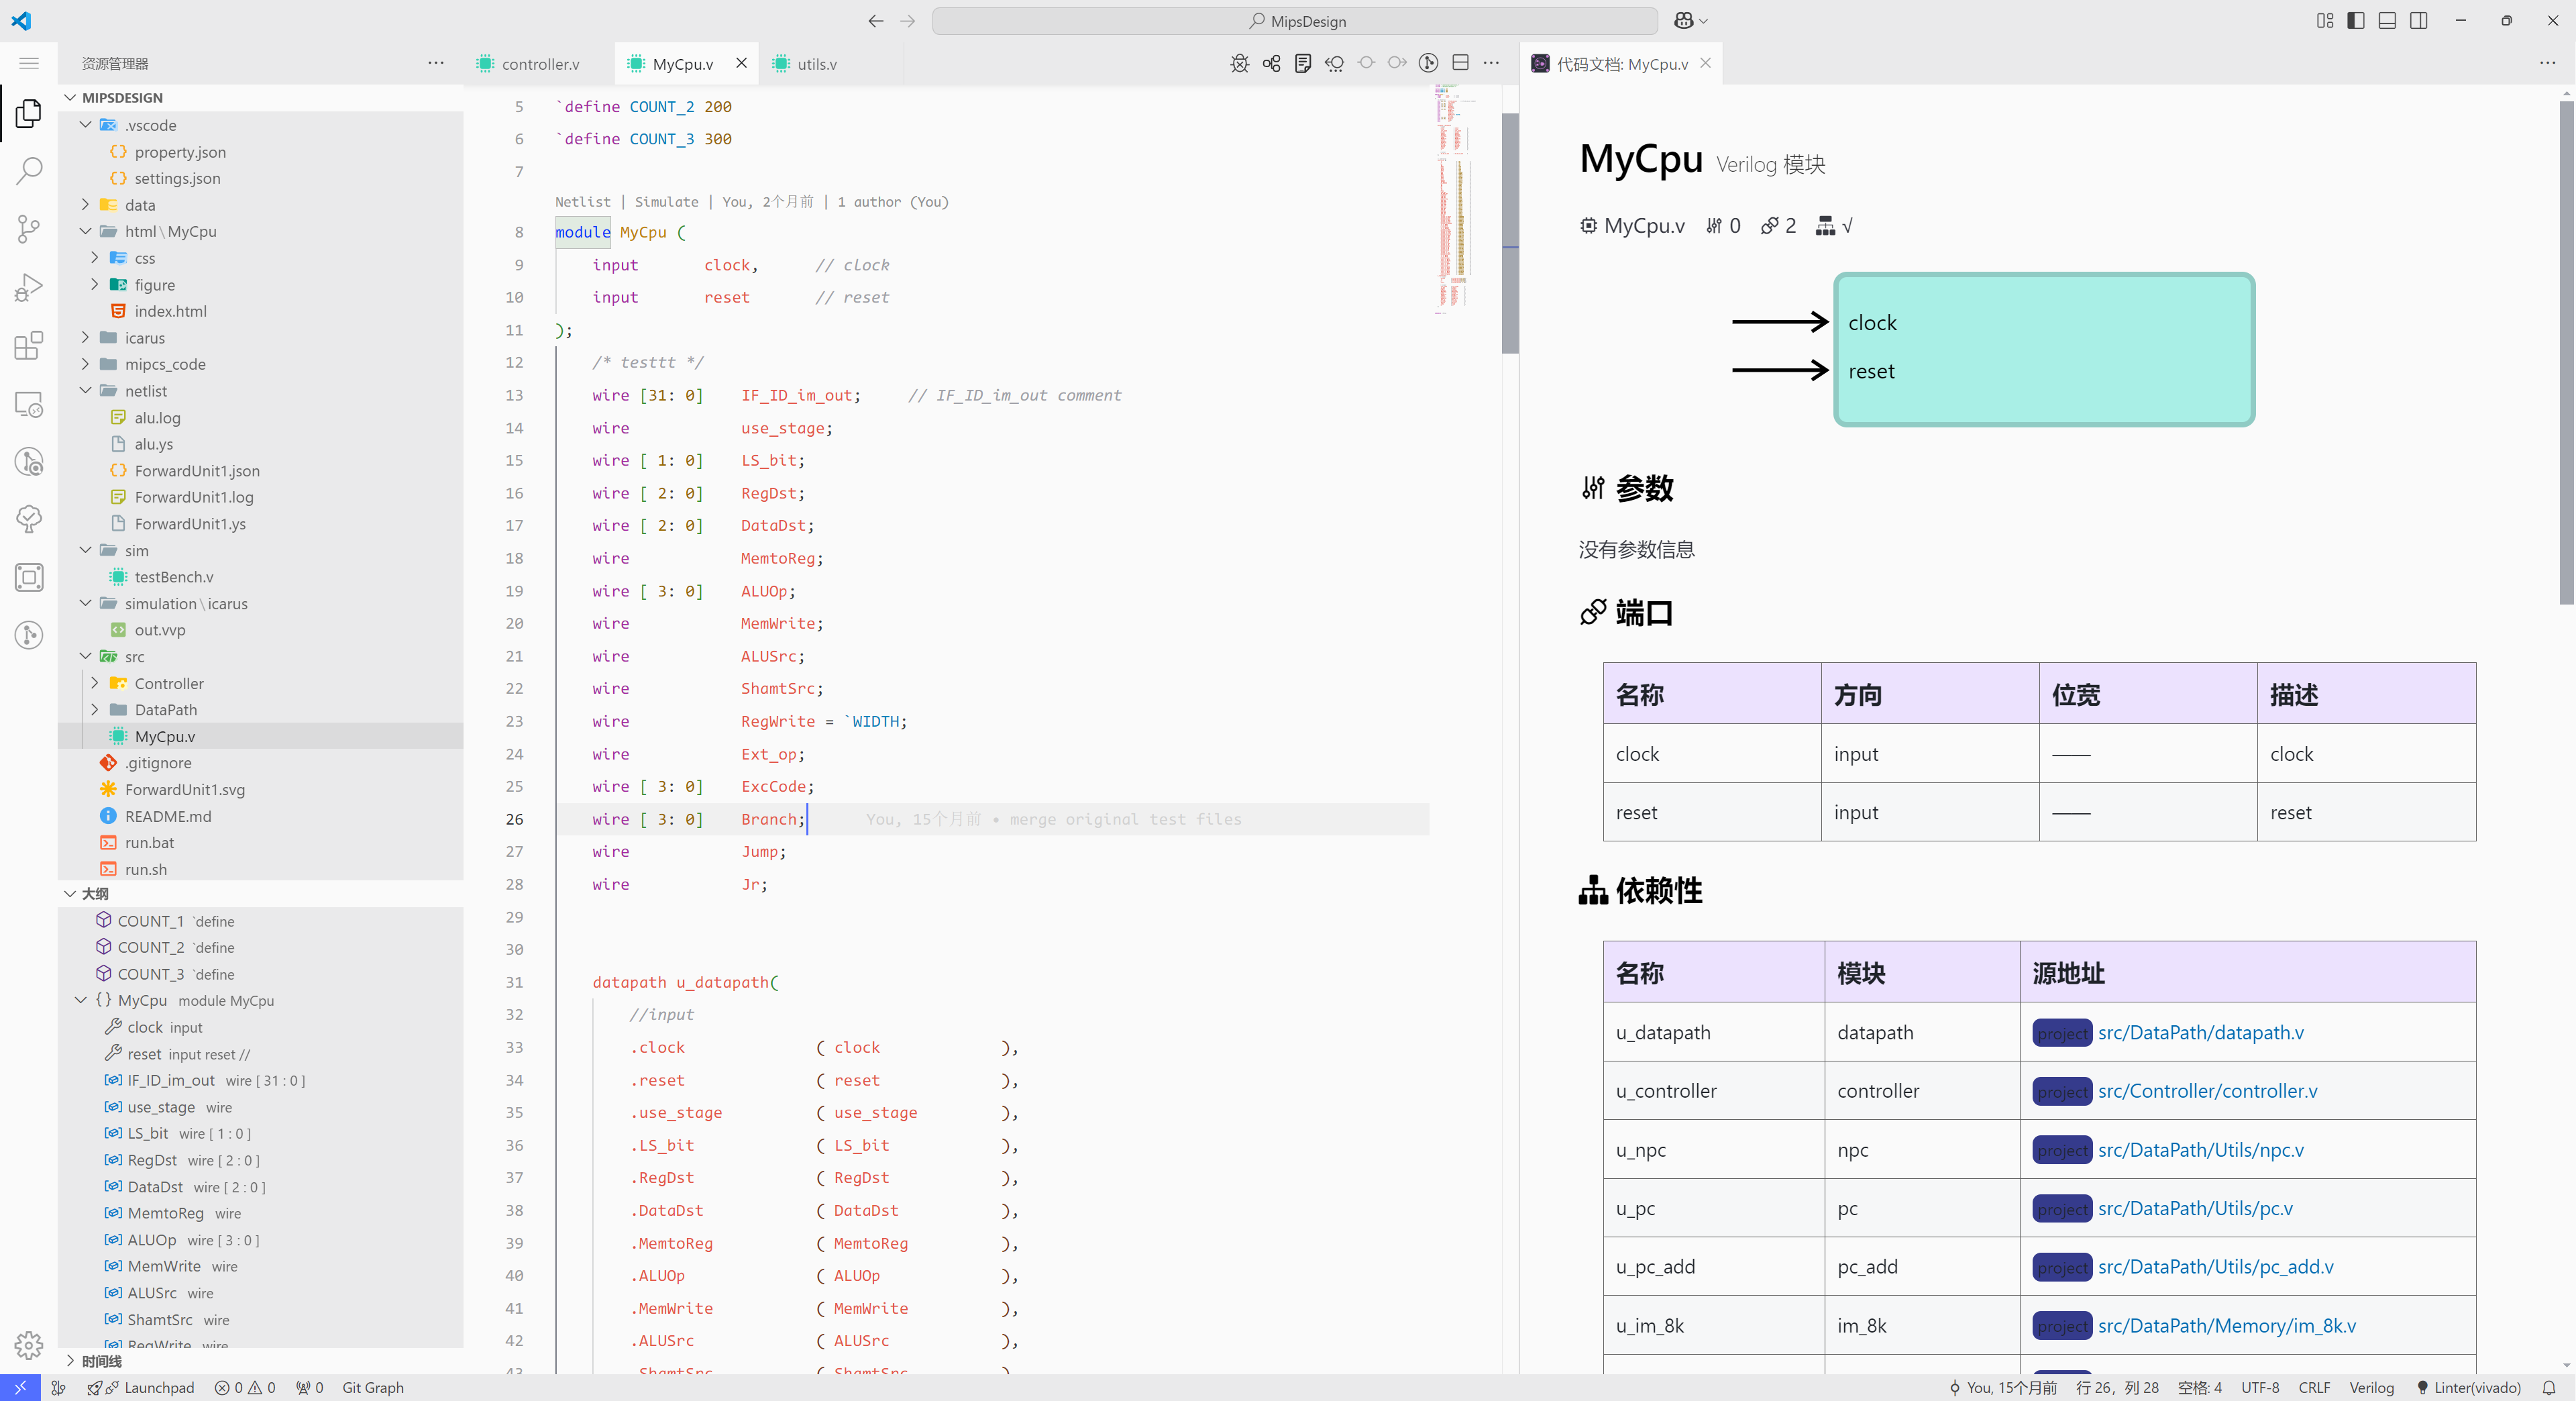 MipsDesign
资源管理器
MIPSDESIGN
.vscode
property.json
settings.json
data
html\MyCpu
css
figure
index.html
icarus
mipcs_code
netlist
alu.log
alu.ys
ForwardUnit1.json
ForwardUnit1.log
ForwardUnit1.ys
sim
testBench.v
simulation\icarus
out.vvp
src
Controller
DataPath
MyCpu.v
.gitignore
ForwardUnit1.svg
README.md
run.bat
run.sh
大纲
COUNT_1 `define
COUNT_2 `define
COUNT_3 `define
{} MyCpu module MyCpu
clock input
reset input reset //
IF_ID_im_out wire [ 31 : 0 ]
use_stage wire
LS_bit wire [ 1 : 0 ]
RegDst wire [ 2 : 0 ]
DataDst wire [ 2 : 0 ]
MemtoReg wire
ALUOp wire [ 3 : 0 ]
MemWrite wire
ALUSrc wire
ShamtSrc wire
RegWrite wire
时间线
controller.v MyCpu.v utils.v
5 `define COUNT_2 200
6 `define COUNT_3 300
7
Netlist | Simulate | You, 2个月前 | 1 author (You)
8 module MyCpu (
9 input clock, // clock
10 input reset // reset
11 );
12 /* testtt */
13 wire [31: 0] IF_ID_im_out; // IF_ID_im_out comment
14 wire use_stage;
15 wire [ 1: 0] LS_bit;
16 wire [ 2: 0] RegDst;
17 wire [ 2: 0] DataDst;
18 wire MemtoReg;
19 wire [ 3: 0] ALUOp;
20 wire MemWrite;
21 wire ALUSrc;
22 wire ShamtSrc;
23 wire RegWrite = `WIDTH;
24 wire Ext_op;
25 wire [ 3: 0] ExcCode;
26 wire [ 3: 0] Branch; You, 15个月前 • merge original test files
27 wire Jump;
28 wire Jr;
29
30
31 datapath u_datapath(
32 //input
33 .clock ( clock ),
34 .reset ( reset ),
35 .use_stage ( use_stage ),
36 .LS_bit ( LS_bit ),
37 .RegDst ( RegDst ),
38 .DataDst ( DataDst ),
39 .MemtoReg ( MemtoReg ),
40 .ALUOp ( ALUOp ),
41 .MemWrite ( MemWrite ),
42 .ALUSrc ( ALUSrc ),
43 .ShamtSrc ( ShamtSrc ),
代码文档: MyCpu.v
MyCpu Verilog 模块
MyCpu.v 0 2 √
clock
reset
参数
没有参数信息
端口
名称 方向 位宽 描述
clock input —— clock
reset input —— reset
依赖性
名称 模块 源地址
u_datapath datapath project src/DataPath/datapath.v
u_controller controller project src/Controller/controller.v
u_npc npc project src/DataPath/Utils/npc.v
u_pc pc project src/DataPath/Utils/pc.v
u_pc_add pc_add project src/DataPath/Utils/pc_add.v
u_im_8k im_8k project src/DataPath/Memory/im_8k.v
Launchpad 0 0 0 Git Graph You, 15个月前 行 26，列 28 空格: 4 UTF-8 CRLF Verilog Linter(vivado)